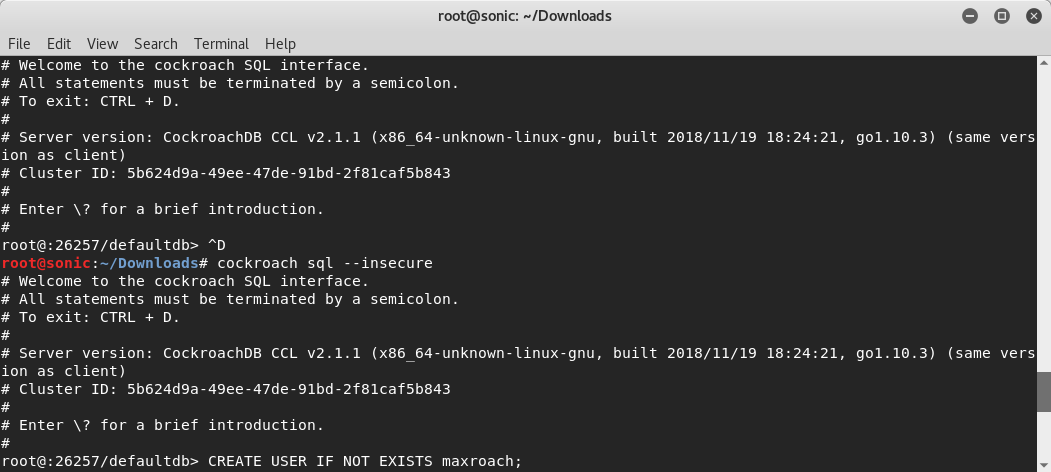 root@sonic: ~/Downloads
File Edit View Search Terminal Help
# Welcome to the cockroach SQL interface.
# All statements must be terminated by a semicolon.
# To exit: CTRL + D.
#
# Server version: CockroachDB CCL v2.1.1 (x86_64-unknown-linux-gnu, built 2018/11/19 18:24:21, go1.10.3) (same vers
ion as client)
# Cluster ID: 5b624d9a-49ee-47de-91bd-2f81caf5b843
#
# Enter \? for a brief introduction.
#
root@:26257/defaultdb> ^D
root@sonic:~/Downloads# cockroach sql --insecure
# Welcome to the cockroach SQL interface.
# All statements must be terminated by a semicolon.
# To exit: CTRL + D.
#
# Server version: CockroachDB CCL v2.1.1 (x86_64-unknown-linux-gnu, built 2018/11/19 18:24:21, go1.10.3) (same vers
ion as client)
# Cluster ID: 5b624d9a-49ee-47de-91bd-2f81caf5b843
#
# Enter \? for a brief introduction.
#
root@:26257/defaultdb> CREATE USER IF NOT EXISTS maxroach;